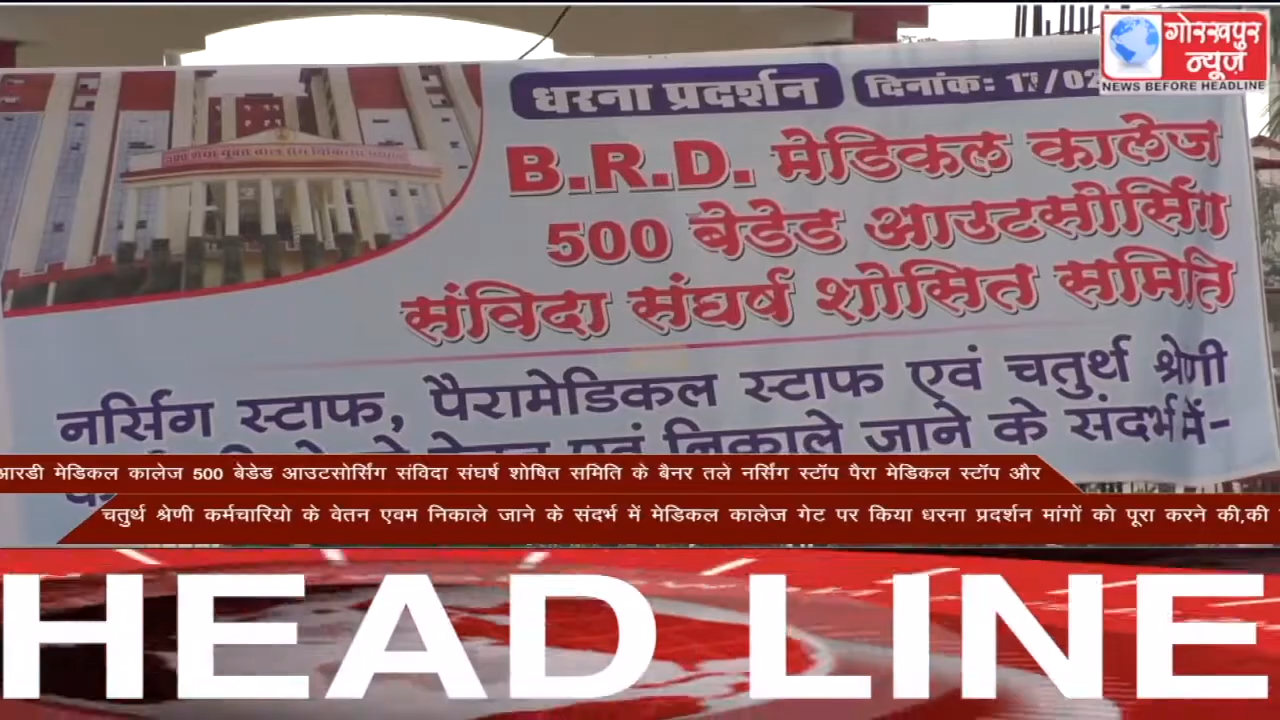 गोरखपुर
न्यूज़
NEWS BEFORE HEADLINE
धरना प्रदर्शन दिनांक:
B.R.D. मेडिकल कालेज
500 बेडेड आउटसोर्सिंग
संविदा संघर्ष शोसित समिति
नर्सिग स्टाफ, पैरामेडिकल स्टाफ एवं चतुर्थ श्रेणी
एवं निकाले जाने के संदर्भ में-
आरडी मेडिकल कालेज 500 बेडेड आउटसोर्सिंग संविदा संघर्ष शोषित समिति के बैनर तले नर्सिंग स्टॉप पैरा मेडिकल स्टॉप और
चतुर्थ श्रेणी कर्मचारियो के वेतन एवम निकाले जाने के संदर्भ में मेडिकल कालेज गेट पर किया धरना प्रदर्शन मांगों को पूरा करने की,की
HEAD LINE